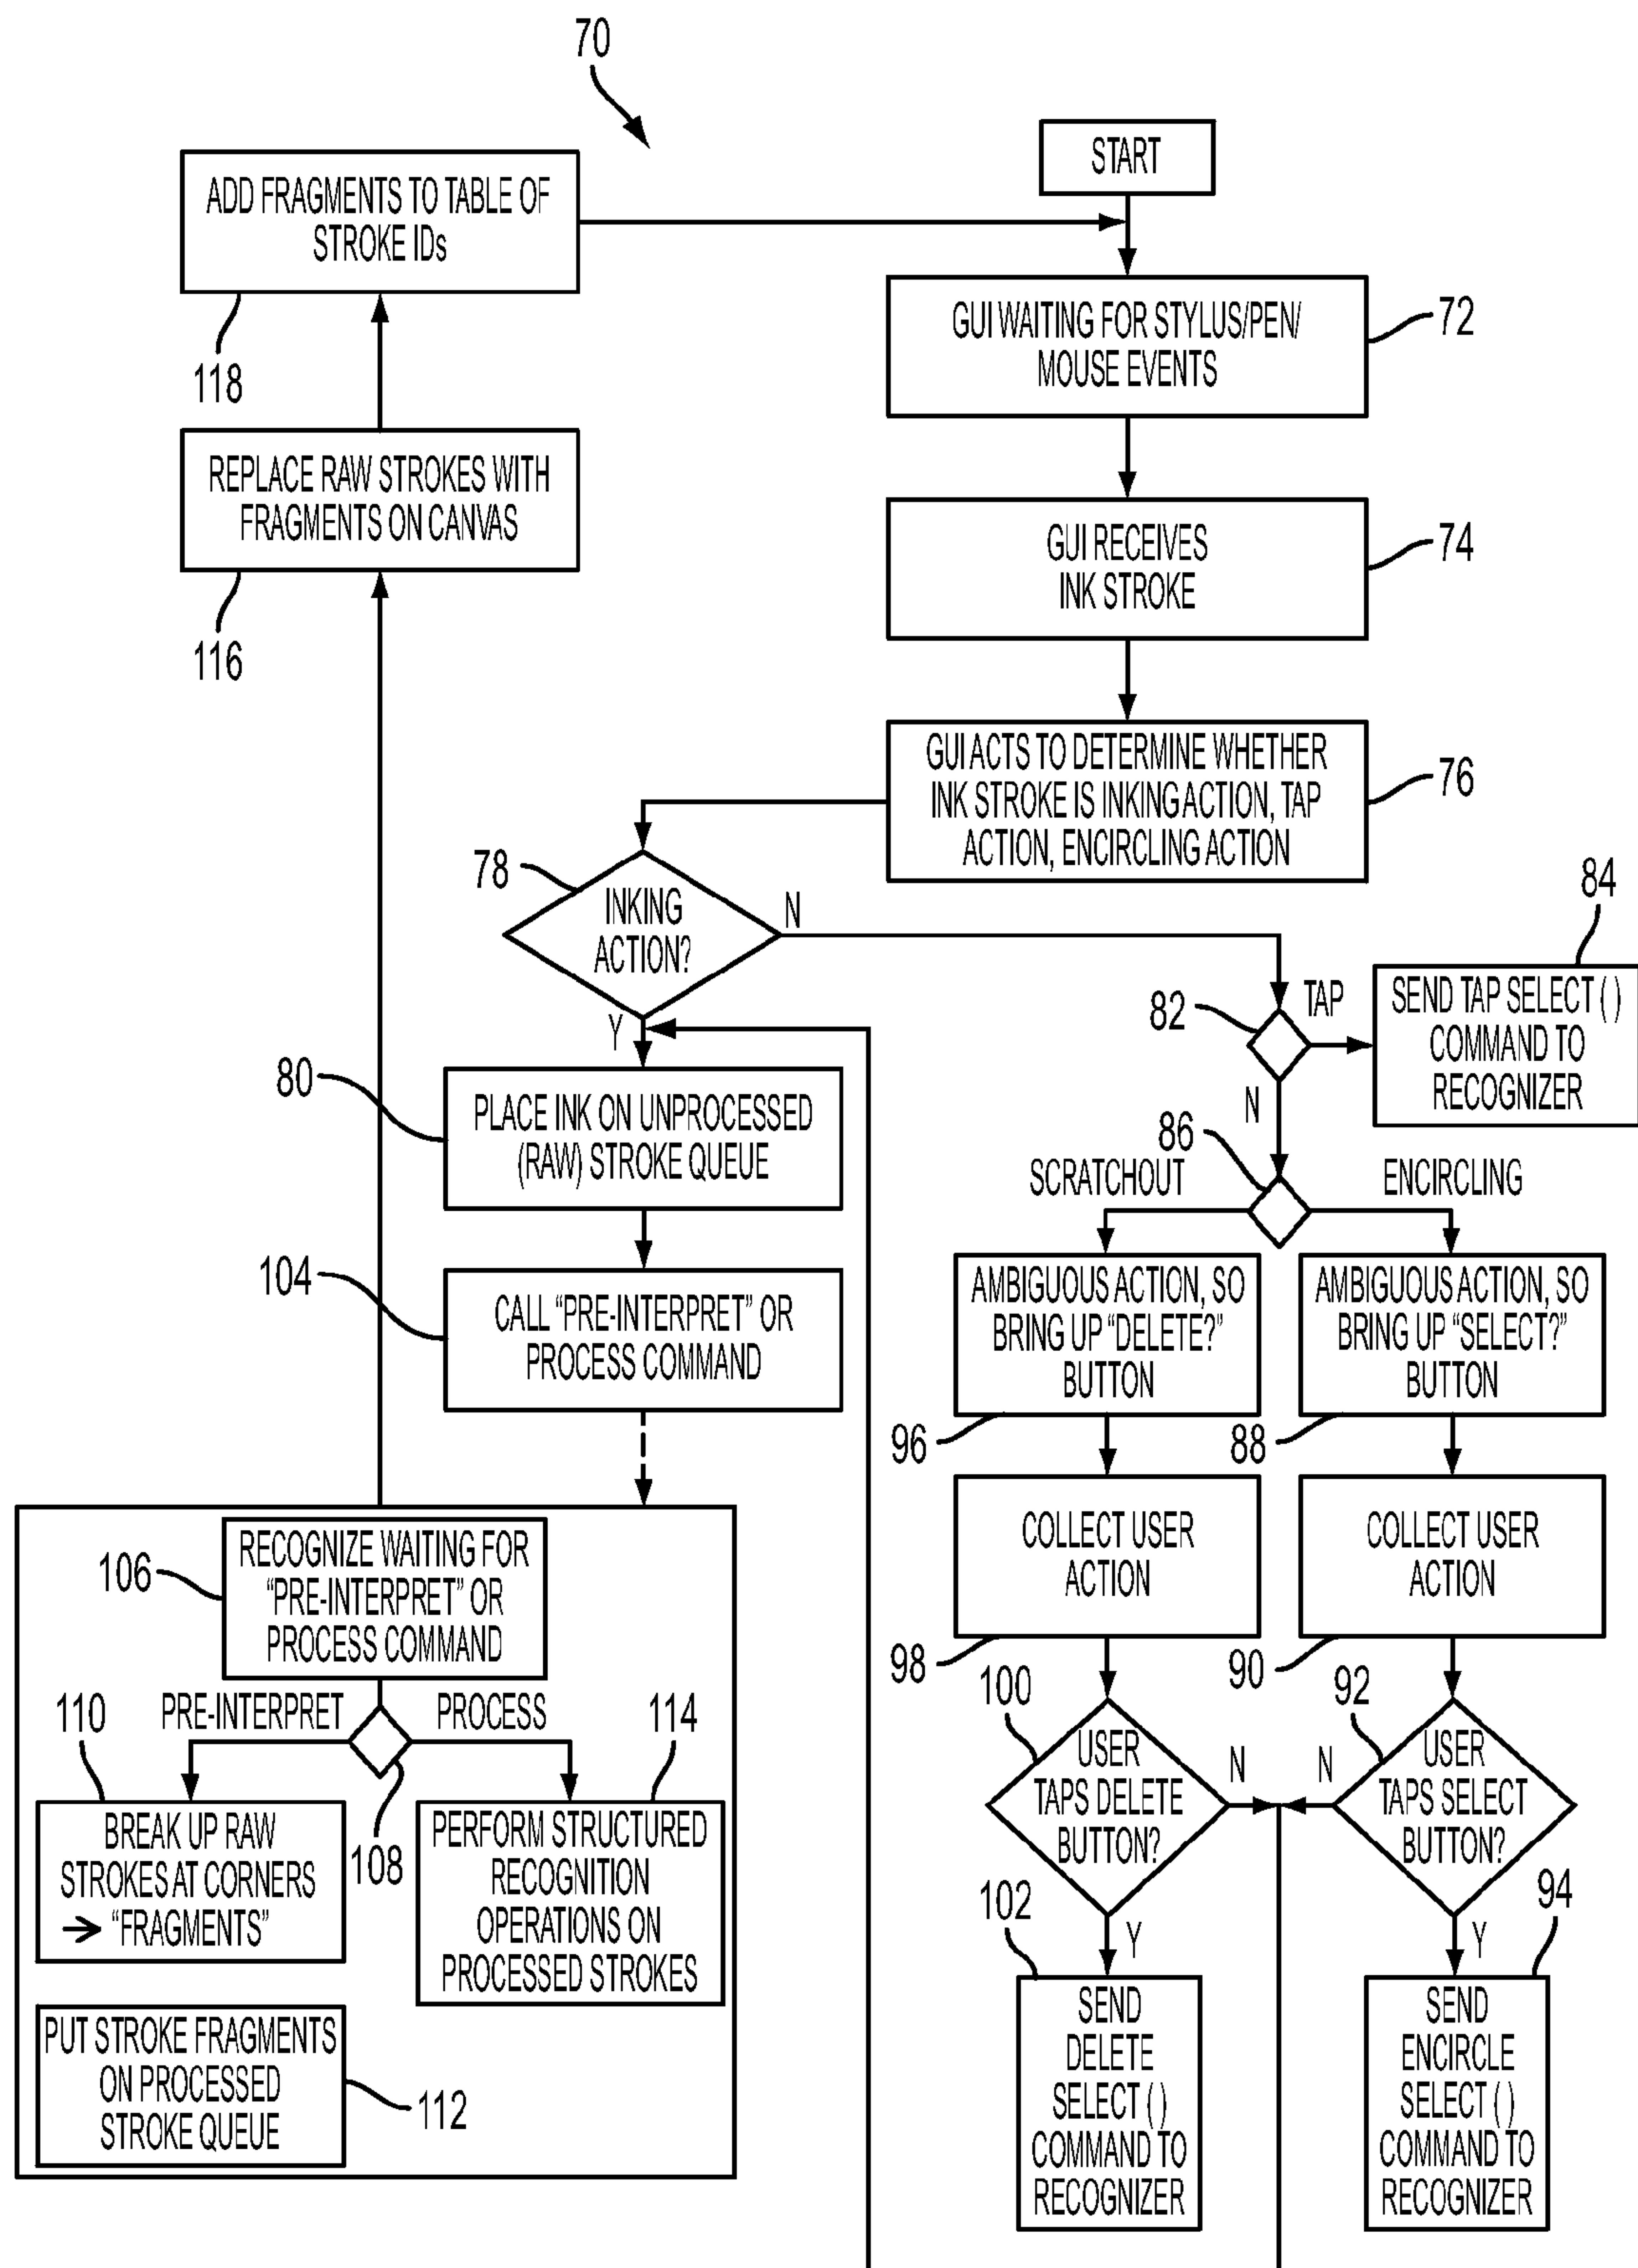 70
START
ADD FRAGMENTS TO TABLE OF
STROKE IDs
118
GUI WAITING FOR STYLUS/PEN/
MOUSE EVENTS
72
REPLACE RAW STROKES WITH
FRAGMENTS ON CANVAS
116
GUI RECEIVES
INK STROKE
74
GUI ACTS TO DETERMINE WHETHER
INK STROKE IS INKING ACTION, TAP
ACTION, ENCIRCLING ACTION
76
78
INKING
ACTION?
N
Y
82
TAP
N
84
SEND TAP SELECT ( )
COMMAND TO
RECOGNIZER
80
PLACE INK ON UNPROCESSED
(RAW) STROKE QUEUE
86
SCRATCHOUT
ENCIRCLING
104
CALL "PRE-INTERPRET" OR
PROCESS COMMAND
AMBIGUOUS ACTION, SO
BRING UP "DELETE?"
BUTTON
96
AMBIGUOUS ACTION, SO
BRING UP "SELECT?"
BUTTON
88
COLLECT USER
ACTION
98
COLLECT USER
ACTION
90
106
RECOGNIZE WAITING FOR
"PRE-INTERPRET" OR
PROCESS COMMAND
PRE-INTERPRET
PROCESS
108
110
BREAK UP RAW
STROKES AT CORNERS
→ "FRAGMENTS"
114
PERFORM STRUCTURED
RECOGNITION
OPERATIONS ON
PROCESSED STROKES
PUT STROKE FRAGMENTS
ON PROCESSED
STROKE QUEUE
112
100
USER
TAPS DELETE
BUTTON?
N
Y
92
USER
TAPS SELECT
BUTTON?
N
Y
102
SEND
DELETE
SELECT ( )
COMMAND TO
RECOGNIZER
94
SEND
ENCIRCLE
SELECT ( )
COMMAND TO
RECOGNIZER